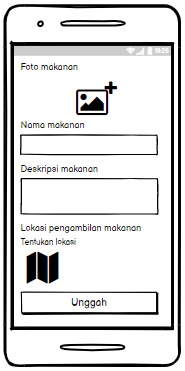 Foto makanan
Nama makanan
Deskripsi makanan
Lokasi pengambilan makanan
Tentukan lokasi
Unggah